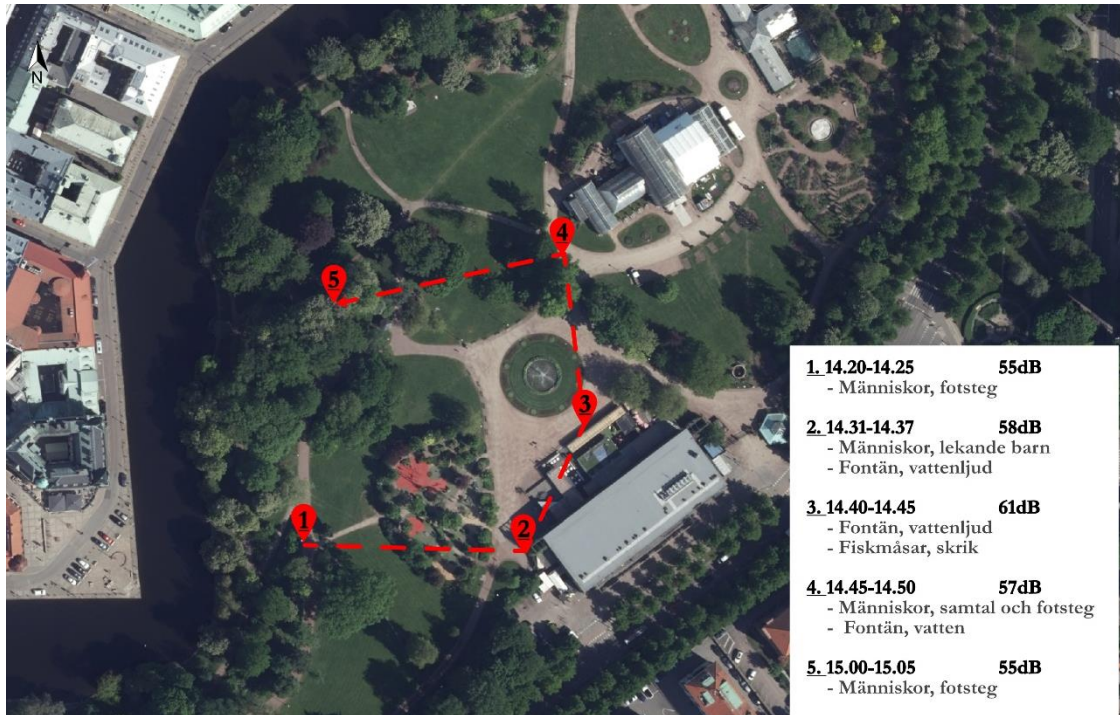 N
4
5
3
1
2
1. 14.20-14.25 55dB
- Människor, fotsteg
2. 14.31-14.37 58dB
- Människor, lekande barn
- Fontän, vattenljud
3. 14.40-14.45 61dB
- Fontän, vattenljud
- Fiskmåsar, skrik
4. 14.45-14.50 57dB
- Människor, samtal och fotsteg
- Fontän, vatten
5. 15.00-15.05 55dB
- Människor, fotsteg